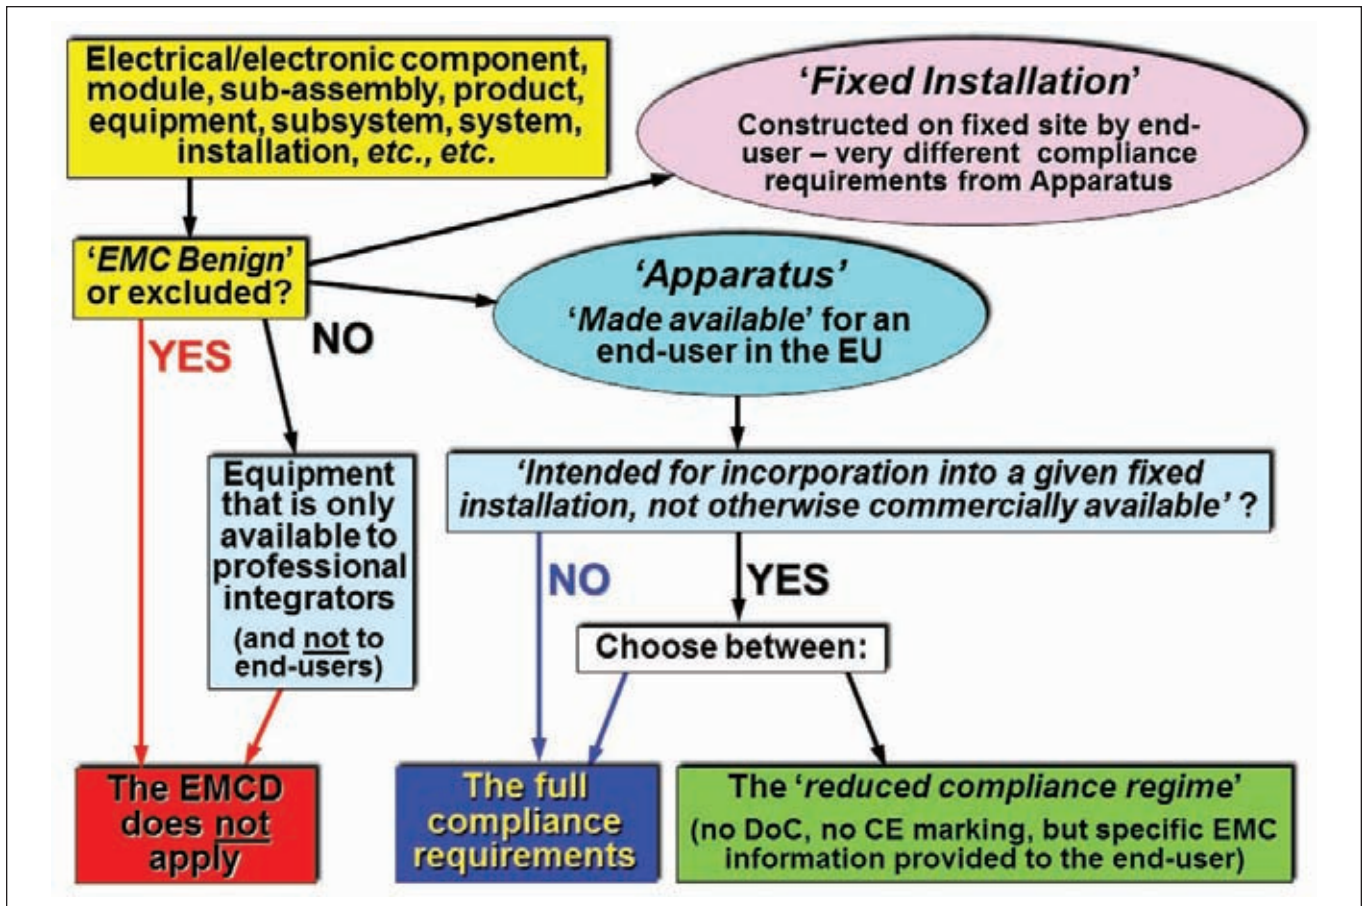 Electrical/electronic component,
module, sub-assembly, product,
equipment, subsystem, system,
installation, etc., etc.
‘Fixed Installation’
Constructed on fixed site by end-
user – very different compliance
requirements from Apparatus
‘EMC Benign’
or excluded?
‘Apparatus’
‘Made available’ for an
end-user in the EU
YES
NO
Equipment
that is only
available to
professional
integrators
(and not to
end-users)
‘Intended for incorporation into a given fixed
installation, not otherwise commercially available’ ?
NO
YES
Choose between:
The EMCD
does not
apply
The full
compliance
requirements
The ‘reduced compliance regime’
(no DoC, no CE marking, but specific EMC
information provided to the end-user)